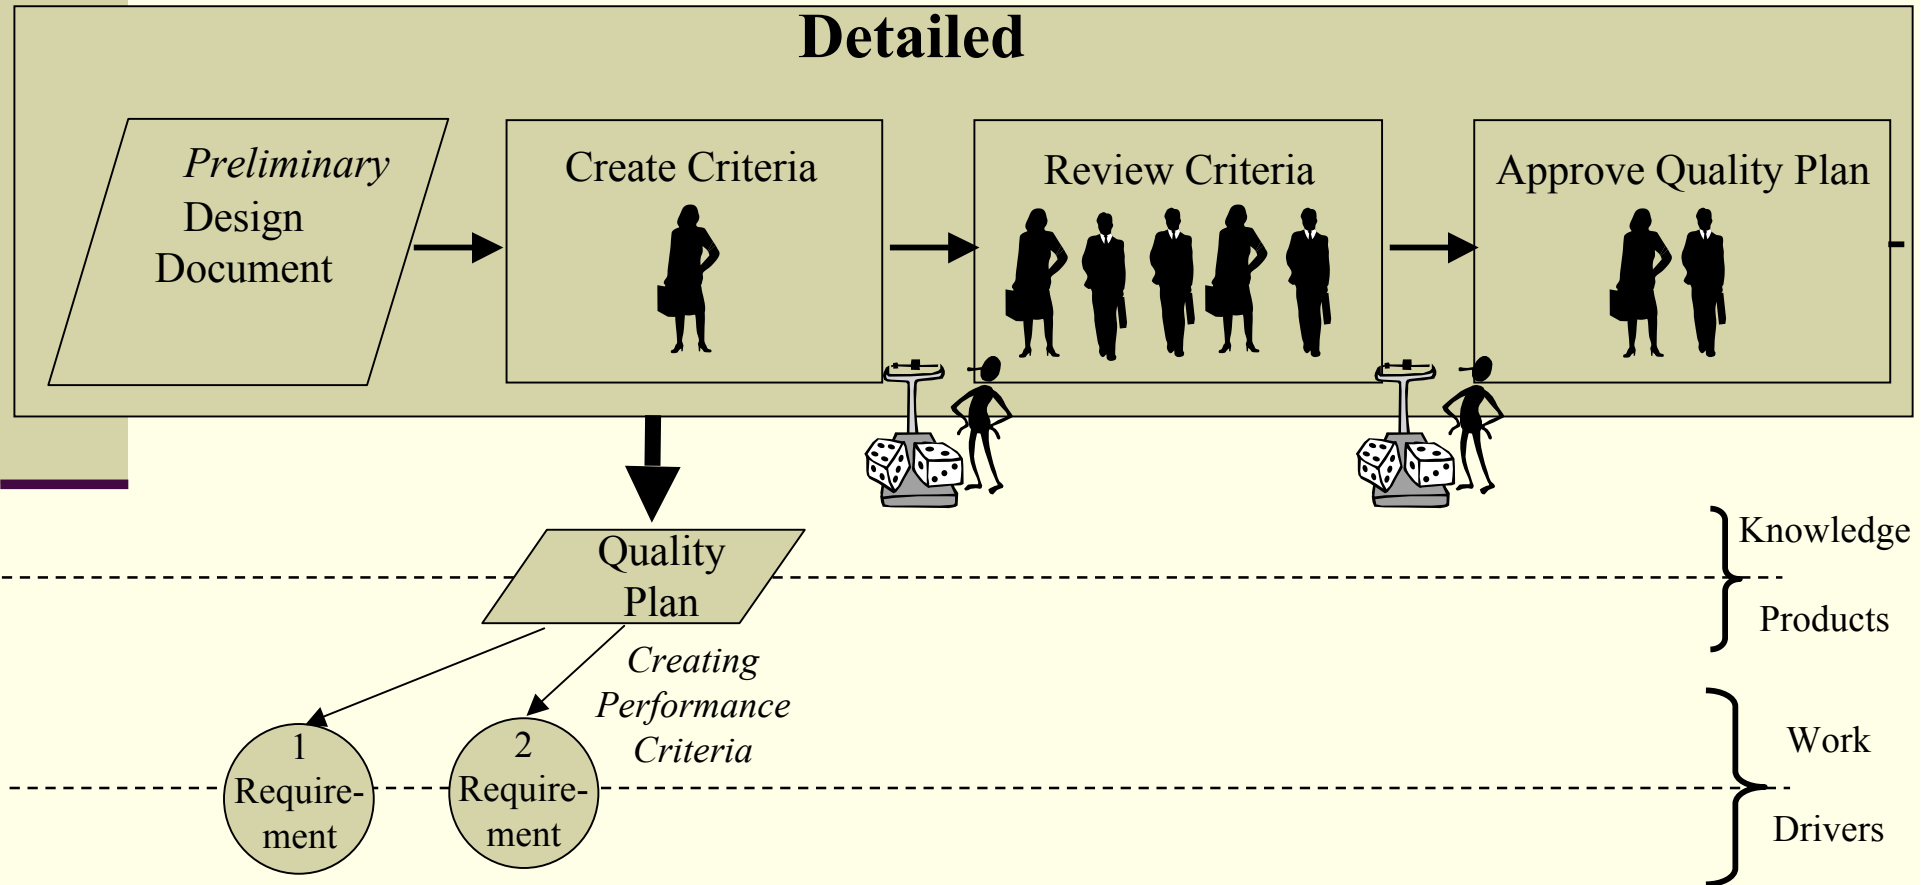 Detailed
Preliminary
Design
Document
Create Criteria
Review Criteria
Approve Quality Plan
Quality
Plan
Knowledge
Products
Creating
Performance
Criteria
1
Require-
ment
2
Require-
ment
Work
Drivers